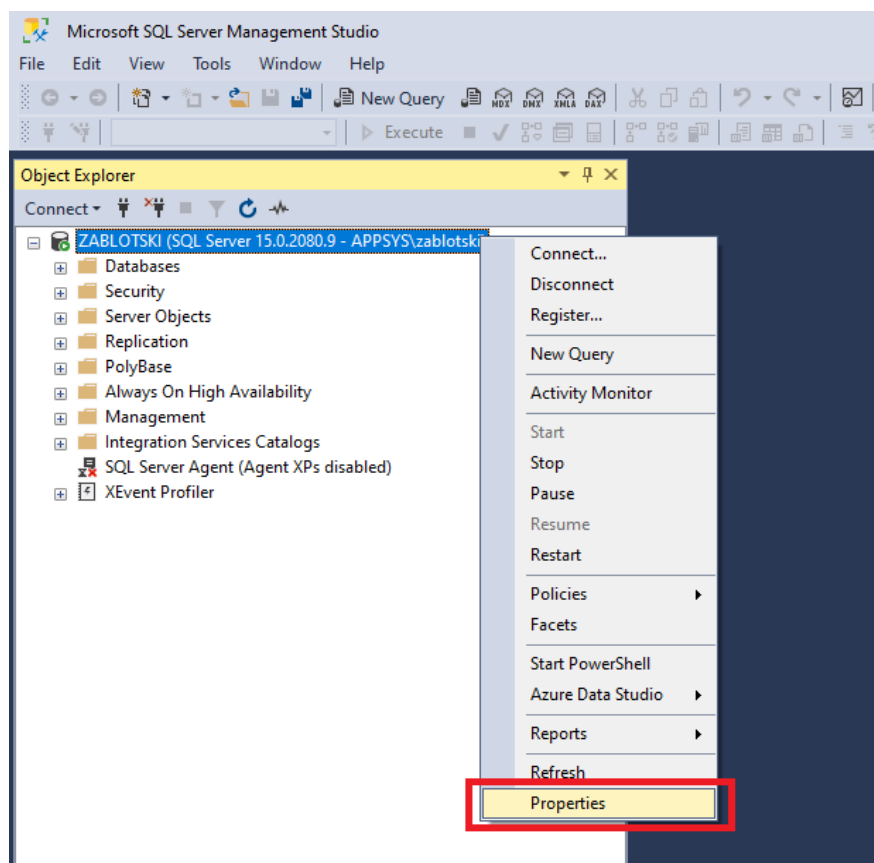 Microsoft SQL Server Management Studio
File Edit View Tools Window Help
New Query MDX DMX XMLA DAX
Execute
Object Explorer
Connect
ZABLOTSKI (SQL Server 15.0.2080.9 - APPSYS\zablotski)
Databases
Security
Server Objects
Replication
PolyBase
Always On High Availability
Management
Integration Services Catalogs
SQL Server Agent (Agent XPs disabled)
XEvent Profiler
Connect...
Disconnect
Register...
New Query
Activity Monitor
Start
Stop
Pause
Resume
Restart
Policies
Facets
Start PowerShell
Azure Data Studio
Reports
Refresh
Properties